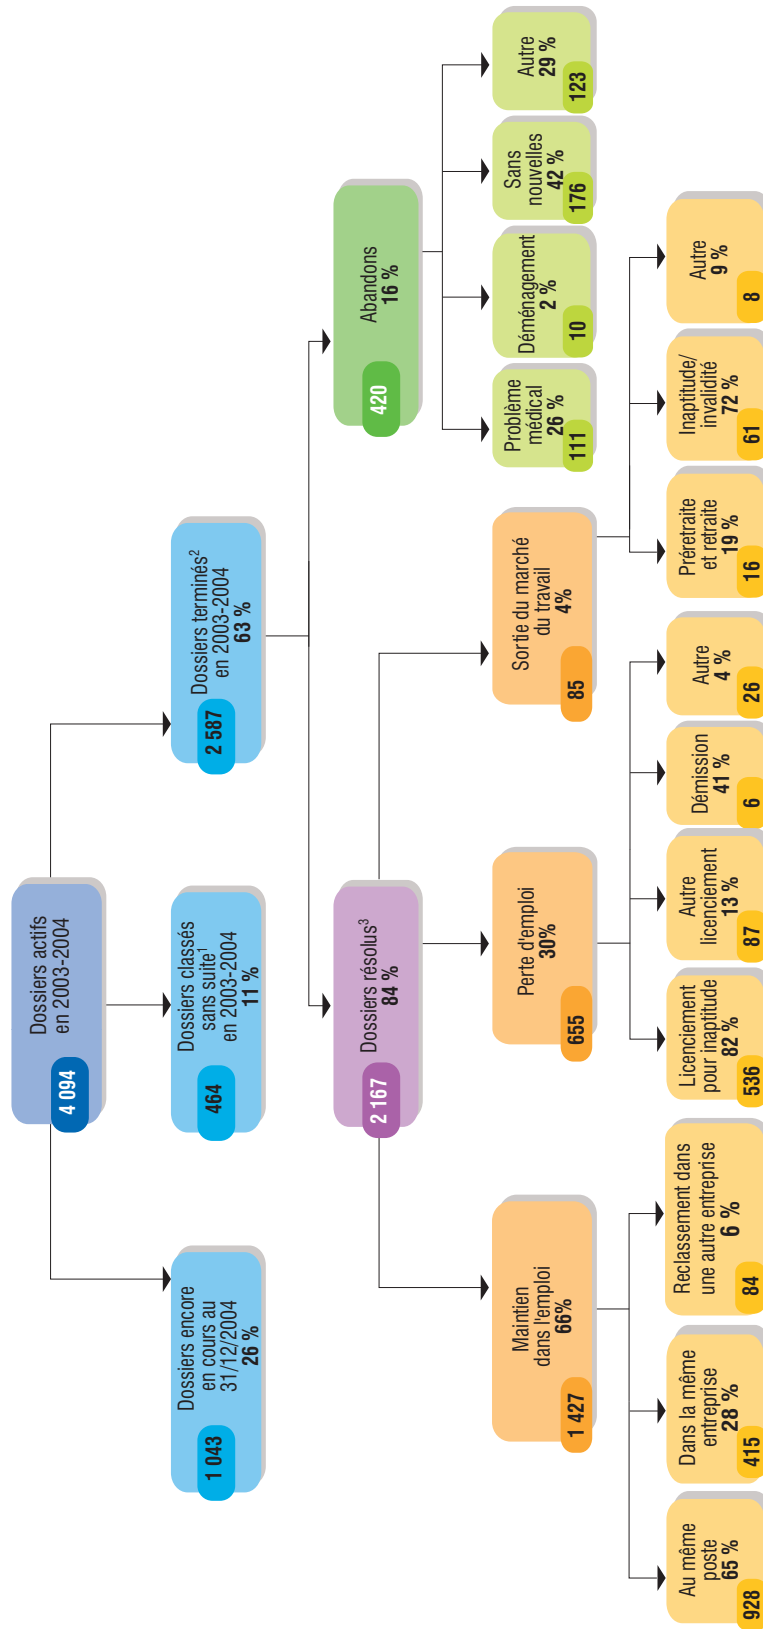 Dossiers actifs
en 2003-2004
4 094
Dossiers encore
en cours au
31/12/2004
26 %
1 043
Dossiers classés
sans suite¹
en 2003-2004
11 %
464
Dossiers terminés²
en 2003-2004
63 %
2 587
Dossiers résolus³
84 %
2 167
Abandons
16 %
420
Maintien
dans l'emploi
66%
1 427
Perte d'emploi
30%
655
Sortie du marché
du travail
4%
85
Problème
médical
26 %
111
Déménagement
2 %
10
Sans
nouvelles
42 %
176
Autre
29 %
123
Au même
poste
65 %
928
Dans la même
entreprise
28 %
415
Reclassement dans
une autre entreprise
6 %
84
Licenciement
pour inaptitude
82 %
536
Autre
licenciement
13 %
87
Démission
41 %
6
Autre
4 %
26
Préretraite
et retraite
19 %
16
Inaptitude/
invalidité
72 %
61
Autre
9 %
8